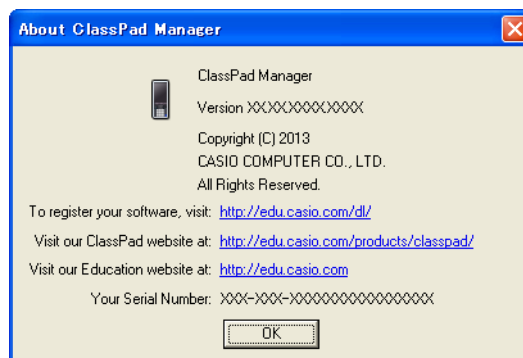 About ClassPad Manager
ClassPad Manager
Version XX.XX.XXXX.XXXX
Copyright (C) 2013
CASIO COMPUTER CO., LTD.
All Rights Reserved.
To register your software, visit: http://edu.casio.com/dl/
Visit our ClassPad website at: http://edu.casio.com/products/classpad/
Visit our Education website at: http://edu.casio.com
Your Serial Number: XXX-XXX-XXXXXXXXXXXXXXXXX
OK